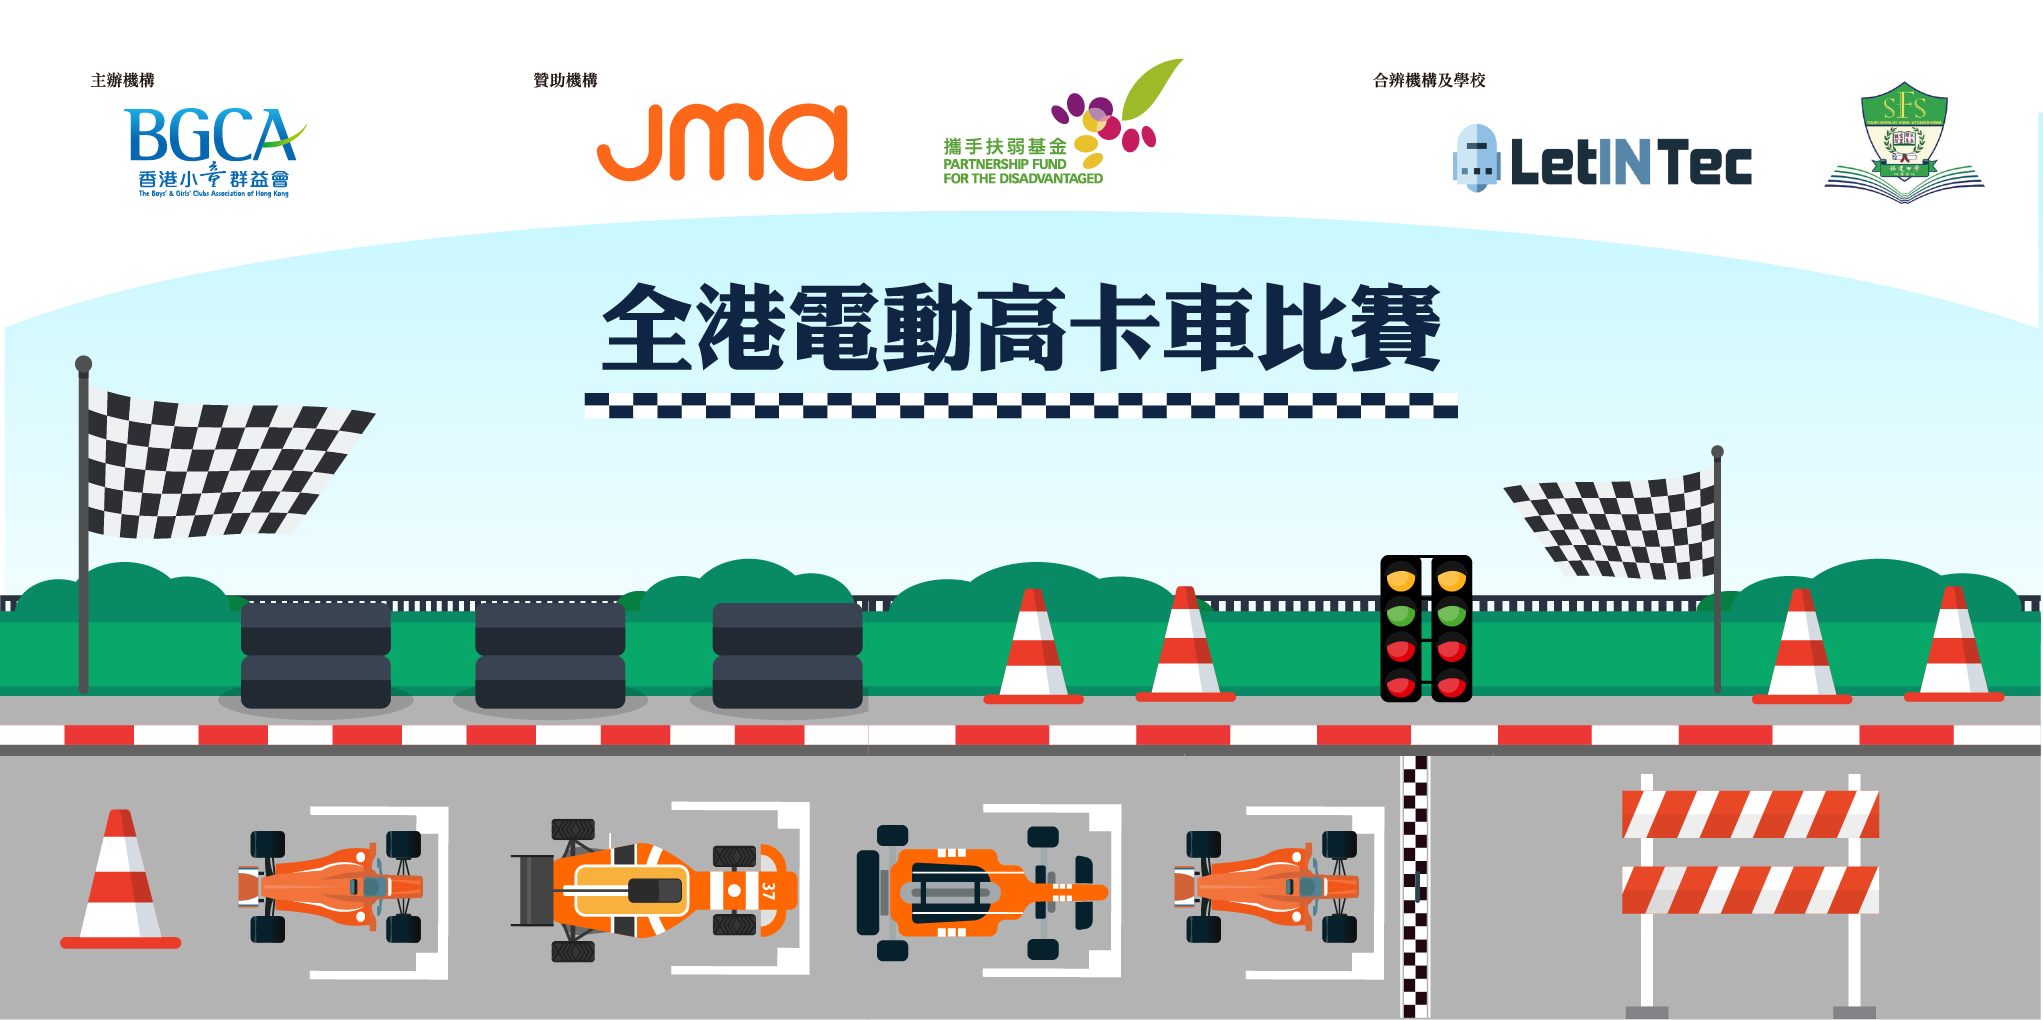 主辦機構
BGCA
香港小童群益會
The Boys' & Girls' Clubs Association of Hong Kong
贊助機構
jma
攜手扶弱基金
PARTNERSHIP FUND
FOR THE DISADVANTAGED
合辨機構及學校
LetINTec
SFS
全港電動高卡車比賽
37